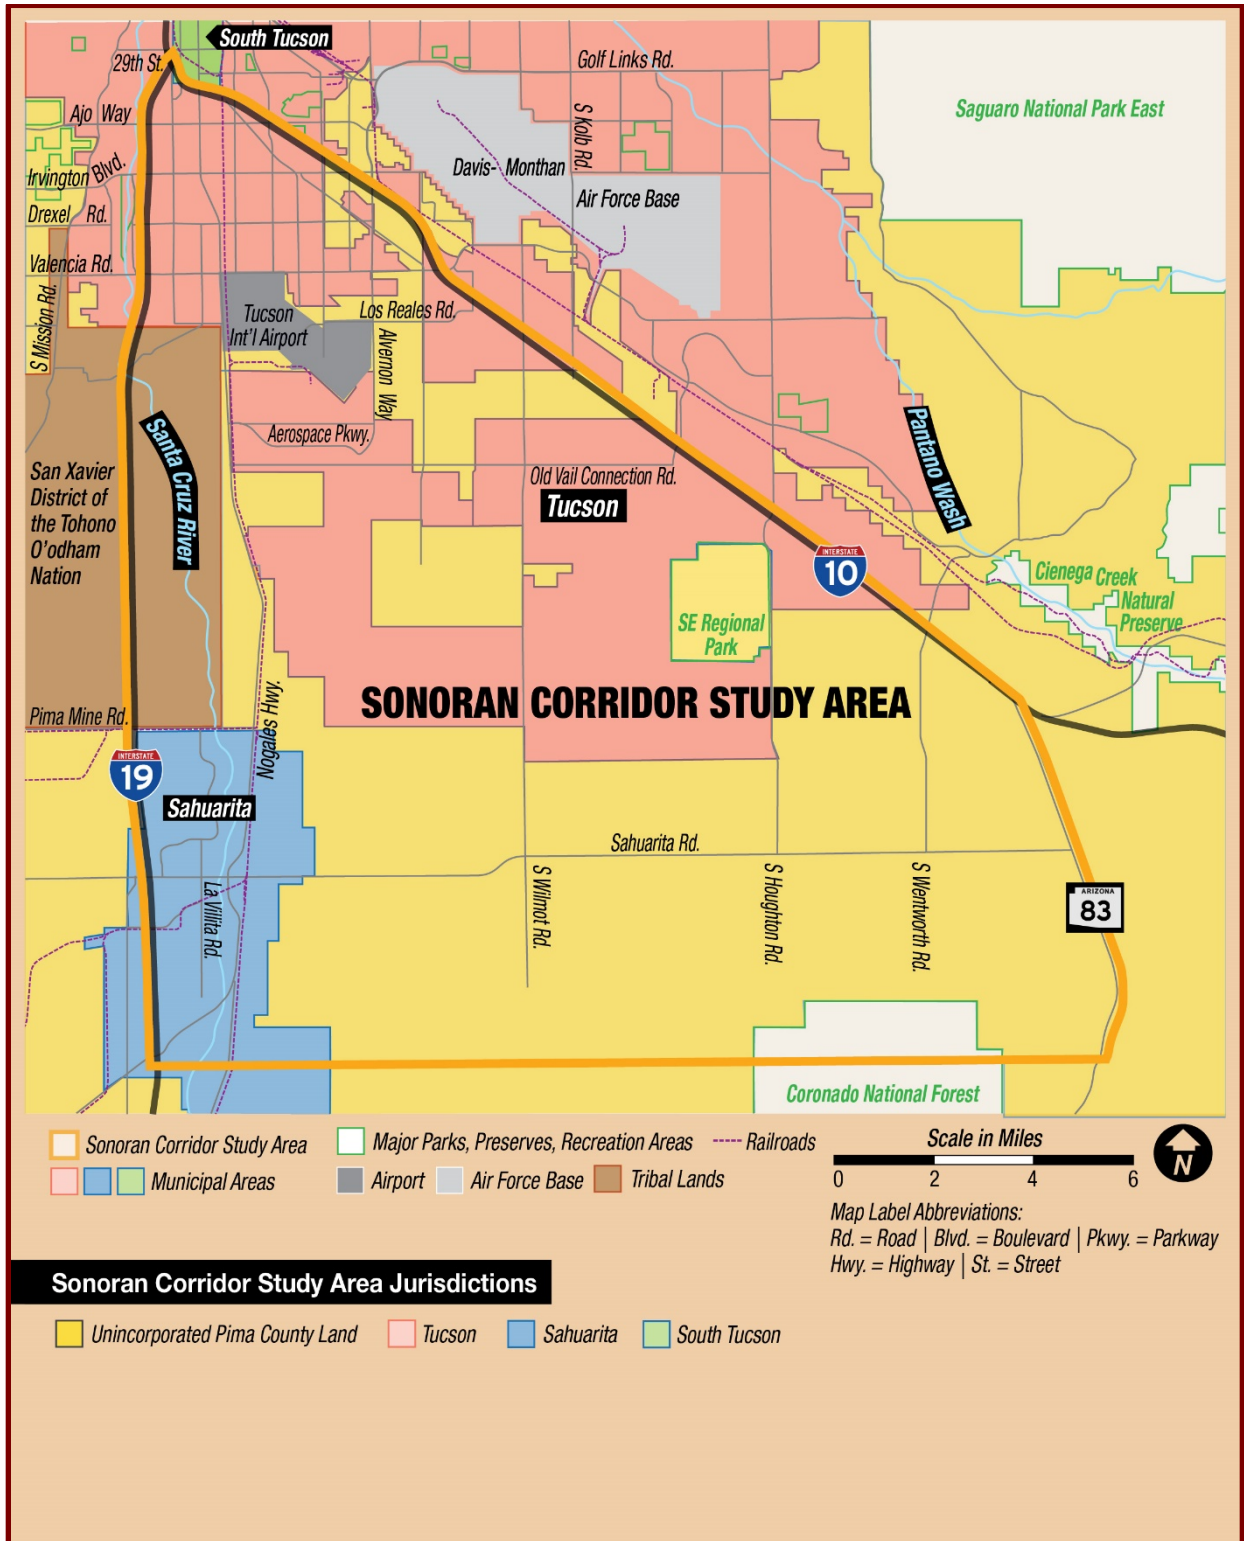 South Tucson
29th St.
Golf Links Rd.
Ajo Way
S Kolb Rd.
Saguaro National Park East
Irvington Blvd.
Davis- Monthan
Air Force Base
Drexel Rd.
Valencia Rd.
S Mission Rd.
Tucson
Int'l Airport
Los Reales Rd.
Alvernon Way
Aerospace Pkwy.
Santa Cruz River
Pantano Wash
San Xavier
District of
the Tohono
O'odham
Nation
Old Vail Connection Rd.
Tucson
INTERSTATE
10
Cienega Creek
Natural
Preserve
SE Regional
Park
SONORAN CORRIDOR STUDY AREA
Pima Mine Rd.
Nogales Hwy.
INTERSTATE
19
Sahuarita
Sahuarita Rd.
La Villita Rd.
S Wilmot Rd.
S Houghton Rd.
S Wentworth Rd.
ARIZONA
83
Coronado National Forest
Sonoran Corridor Study Area
Major Parks, Preserves, Recreation Areas
Railroads
Municipal Areas
Airport
Air Force Base
Tribal Lands
Scale in Miles
0 2 4 6
N
Map Label Abbreviations:
Rd. = Road | Blvd. = Boulevard | Pkwy. = Parkway
Hwy. = Highway | St. = Street
Sonoran Corridor Study Area Jurisdictions
Unincorporated Pima County Land
Tucson
Sahuarita
South Tucson